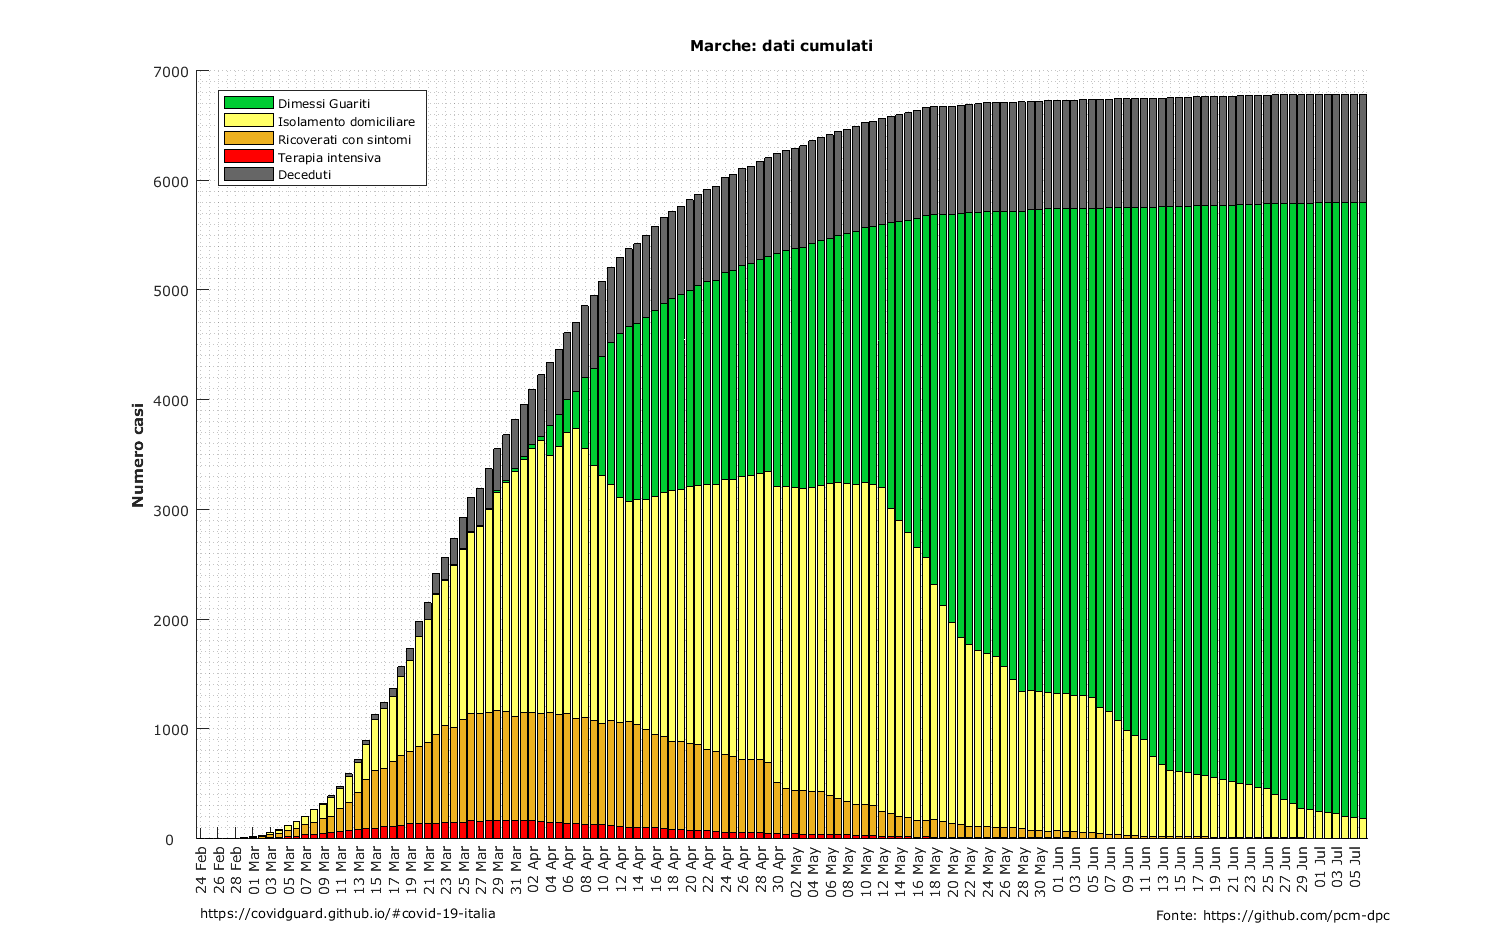 Marche: dati cumulati
7000
6000
5000
4000
3000
2000
1000
0
Numero casi
Dimessi Guariti
Isolamento domiciliare
Ricoverati con sintomi
Terapia intensiva
Deceduti
24 Feb
26 Feb
28 Feb
01 Mar
03 Mar
05 Mar
07 Mar
09 Mar
11 Mar
13 Mar
15 Mar
17 Mar
19 Mar
21 Mar
23 Mar
25 Mar
27 Mar
29 Mar
31 Mar
02 Apr
04 Apr
06 Apr
08 Apr
10 Apr
12 Apr
14 Apr
16 Apr
18 Apr
20 Apr
22 Apr
24 Apr
26 Apr
28 Apr
30 Apr
02 May
04 May
06 May
08 May
10 May
12 May
14 May
16 May
18 May
20 May
22 May
24 May
26 May
28 May
30 May
01 Jun
03 Jun
05 Jun
07 Jun
09 Jun
11 Jun
13 Jun
15 Jun
17 Jun
19 Jun
21 Jun
23 Jun
25 Jun
27 Jun
29 Jun
01 Jul
03 Jul
05 Jul
https://covidguard.github.io/#covid-19-italia
Fonte: https://github.com/pcm-dpc